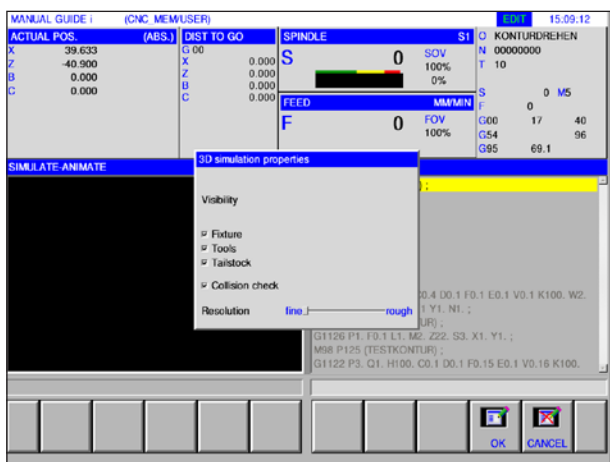 MANUAL GUIDE i (CNC_MEM/USER) EDIT 15:09:12
ACTUAL POS. (ABS.) DIST TO GO SPINDLE S1 O KONTURDREHEN
X 39.633 G 00 S 0 SOV 100% 0% N 00000000
Z -40.900 X 0.000 T 10
B 0.000 Z 0.000
C 0.000 B 0.000 S 0 M5
C 0.000 FEED MM/MIN F 0
F 0 FOV 100% G00 17 40
G54 96
G95 69.1
SIMULATE-ANIMATE
3D simulation properties
) ;
Visibility
Fixture
Tools
Tailstock
Collision check
0.4 D0.1 F0.1 E0.1 V0.1 K100. W2.
Resolution fine rough
1 Y1. N1. ;
UR) ;
G1126 P1. F0.1 L1. M2. Z22. S3. X1. Y1. ;
M98 P125 (TESTKONTUR) ;
G1122 P3. Q1. H100. C0.1 D0.1 F0.15 E0.1 V0.16 K100.
OK CANCEL